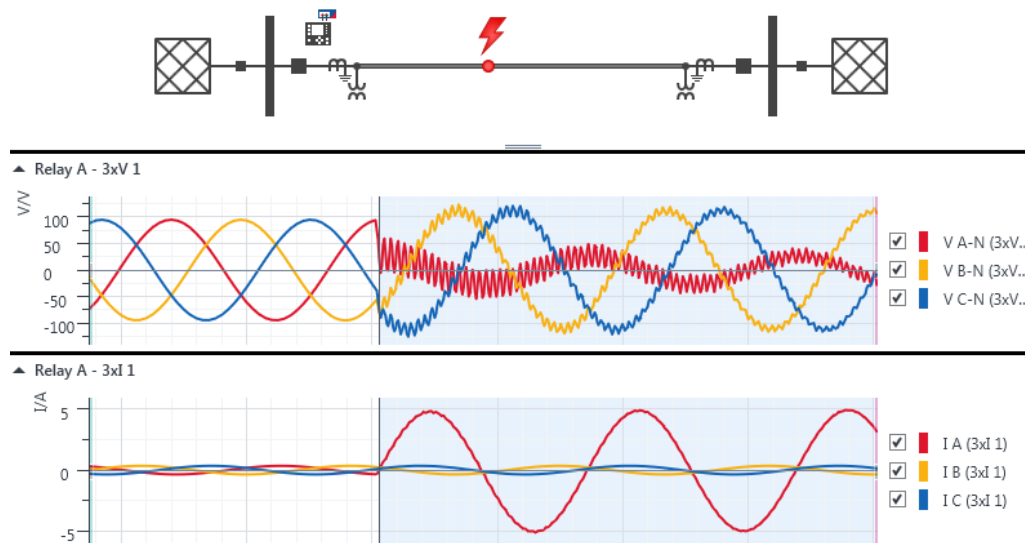 Relay A - 3xV 1
V/V
100
50
0
-50
-100
V A-N (3xV...
V B-N (3xV...
V C-N (3xV...
Relay A - 3xI 1
I/A
5
0
-5
I A (3xI 1)
I B (3xI 1)
I C (3xI 1)